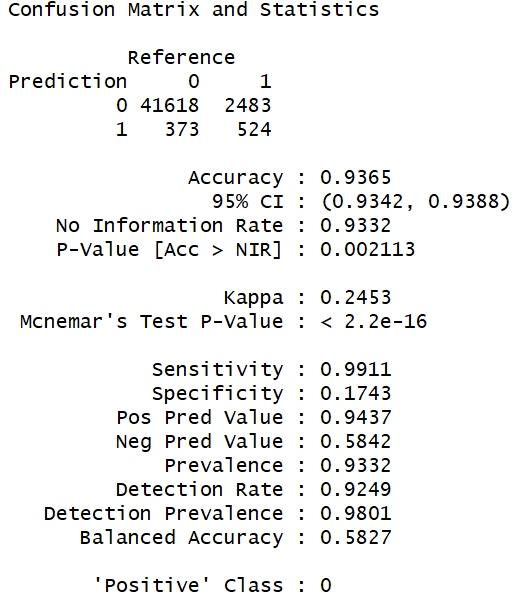 Confusion Matrix and Statistics
Reference
Prediction 0 1
0 41618 2483
1 373 524
Accuracy : 0.9365
95% CI : (0.9342, 0.9388)
No Information Rate : 0.9332
P-Value [Acc > NIR] : 0.002113
Kappa : 0.2453
Mcnemar's Test P-Value : < 2.2e-16
Sensitivity : 0.9911
Specificity : 0.1743
Pos Pred Value : 0.9437
Neg Pred Value : 0.5842
Prevalence : 0.9332
Detection Rate : 0.9249
Detection Prevalence : 0.9801
Balanced Accuracy : 0.5827
'Positive' Class : 0